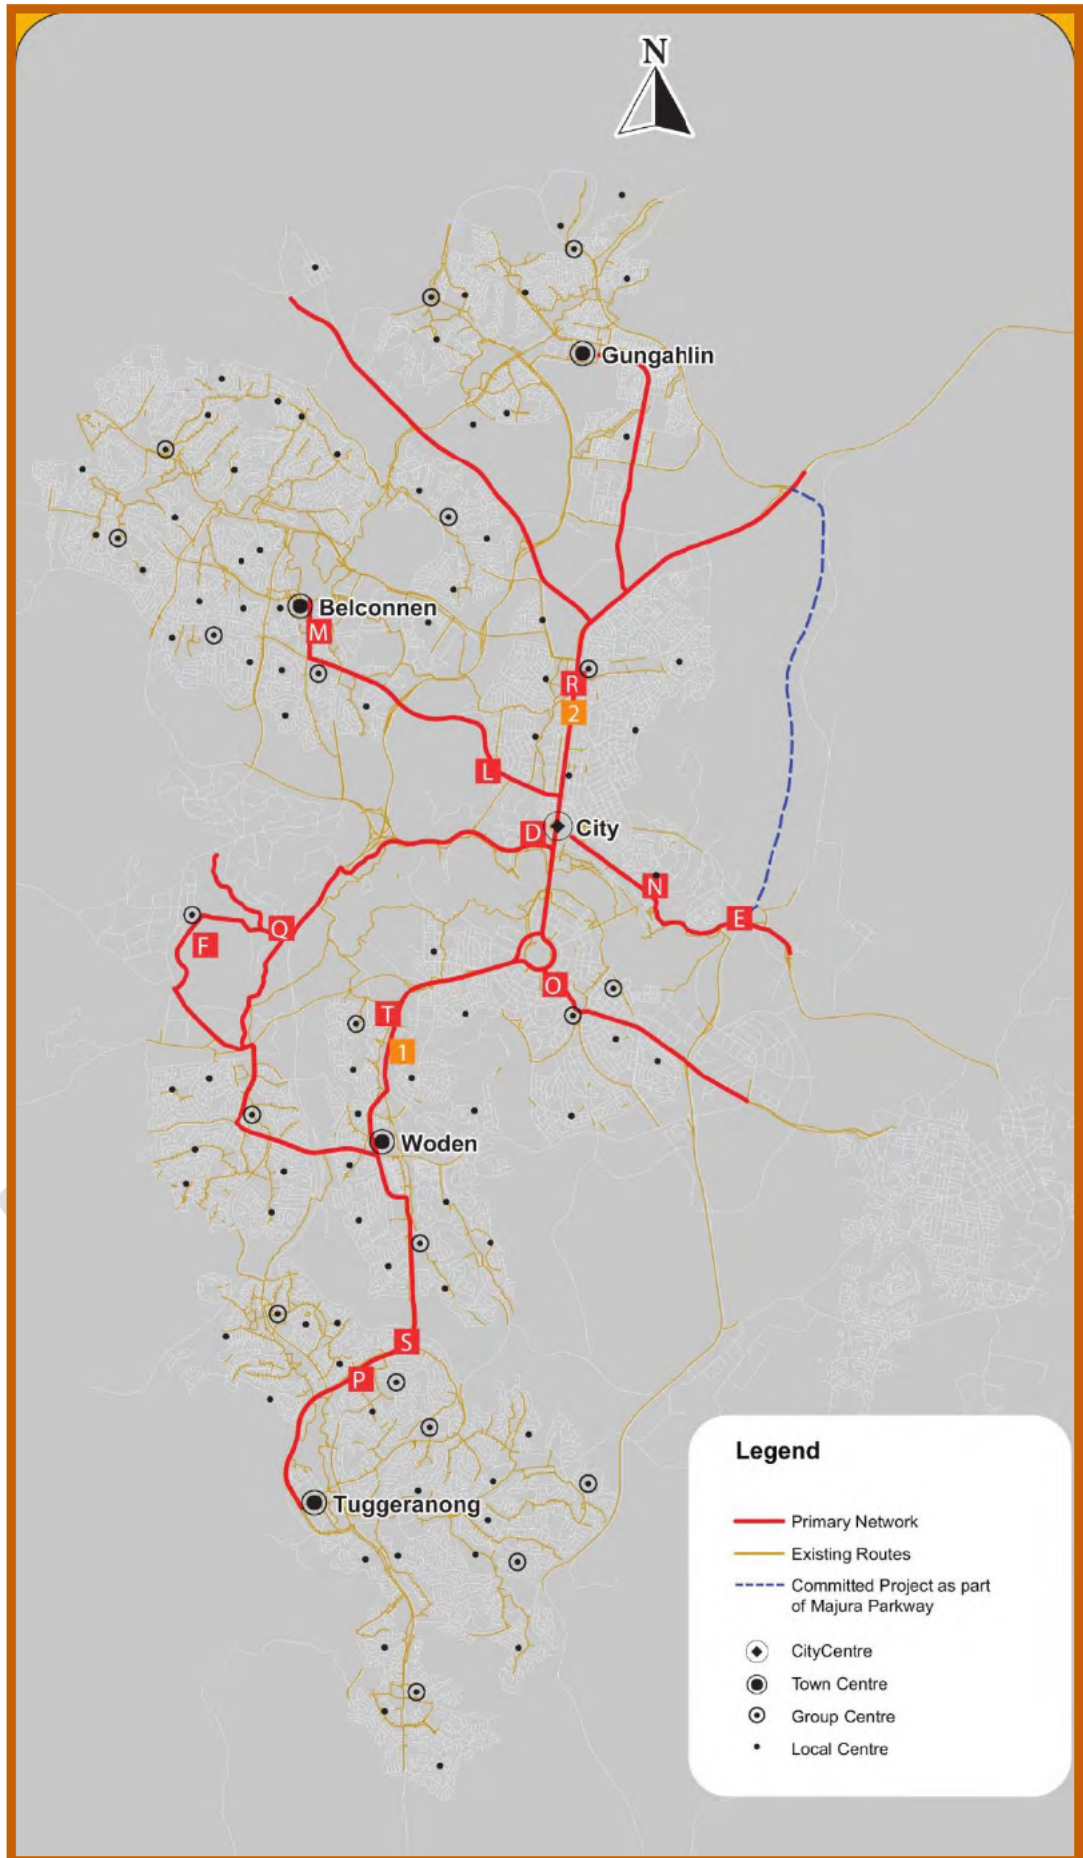 N
Gungahlin
Belconnen
M
R
2
L
D
City
N
E
Q
F
O
T
1
Woden
S
P
Tuggeranong
Legend
Primary Network
Existing Routes
Committed Project as part
of Majura Parkway
CityCentre
Town Centre
Group Centre
Local Centre